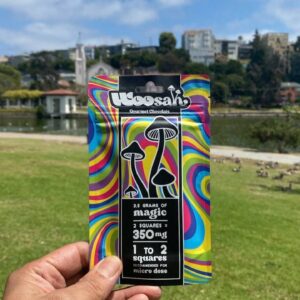 Woosah
Gourmet Chocolate
3.5 GRAMS OF
magic
2 SQUARES =
350mg
1 TO 2
squares
RECOMMENDED FOR
micro dose